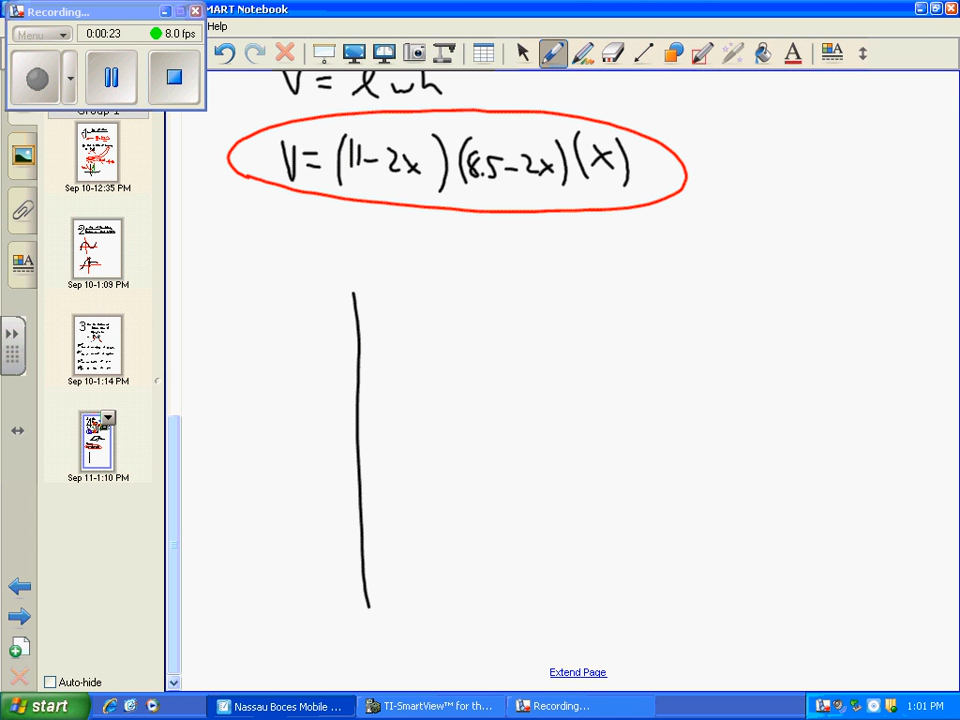 Recording...
MART Notebook
Menu
0:00:23
8.0 fps
Help
Group 1
V = l w h
V = (11 - 2x) (8.5 - 2x) (x)
Sep 10-12:35 PM
Sep 10-1:09 PM
Sep 10-1:14 PM
Sep 11-1:10 PM
Extend Page
Auto-hide
start
Nassau Boces Mobile ...
TI-SmartView™ for th...
Recording...
1:01 PM